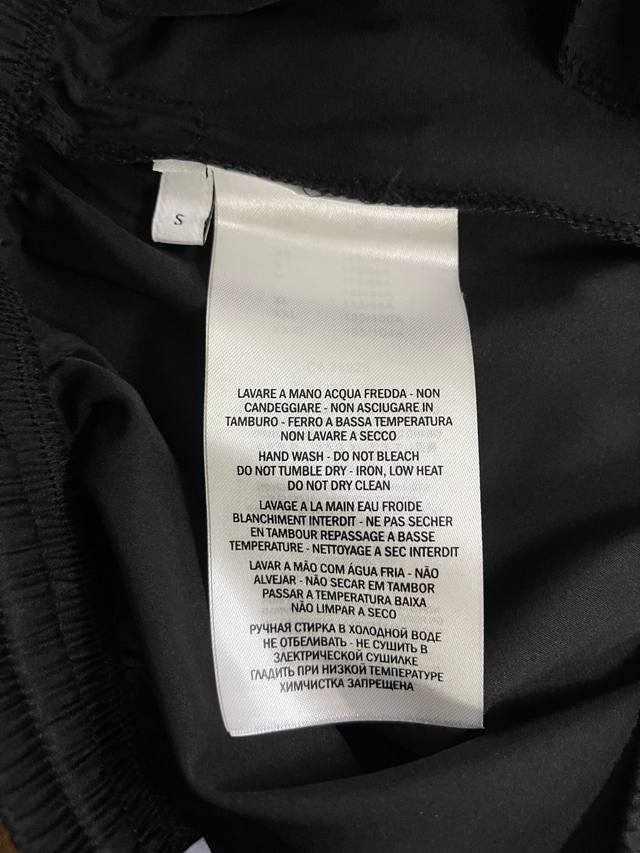 S
LAVARE A MANO ACQUA FREDDA - NON
CANDEGGIARE - NON ASCIUGARE IN
TAMBURO - FERRO A BASSA TEMPERATURA
NON LAVARE A SECCO
HAND WASH - DO NOT BLEACH
DO NOT TUMBLE DRY - IRON, LOW HEAT
DO NOT DRY CLEAN
LAVAGE A LA MAIN EAU FROIDE
BLANCHIMENT INTERDIT - NE PAS SECHER
EN TAMBOUR REPASSAGE A BASSE
TEMPERATURE - NETTOYAGE A SEC INTERDIT
LAVAR A MÃO COM ÁGUA FRIA - NÃO
ALVEJAR - NÃO SECAR EM TAMBOR
PASSAR A TEMPERATURA BAIXA
NÃO LIMPAR A SECO
РУЧНАЯ СТИРКА В ХОЛОДНОЙ ВОДЕ
НЕ ОТБЕЛИВАТЬ - НЕ СУШИТЬ В
ЭЛЕКТРИЧЕСКОЙ СУШИЛКЕ
ГЛАДИТЬ ПРИ НИЗКОЙ ТЕМПЕРАТУРЕ
ХИМЧИСТКА ЗАПРЕЩЕНА